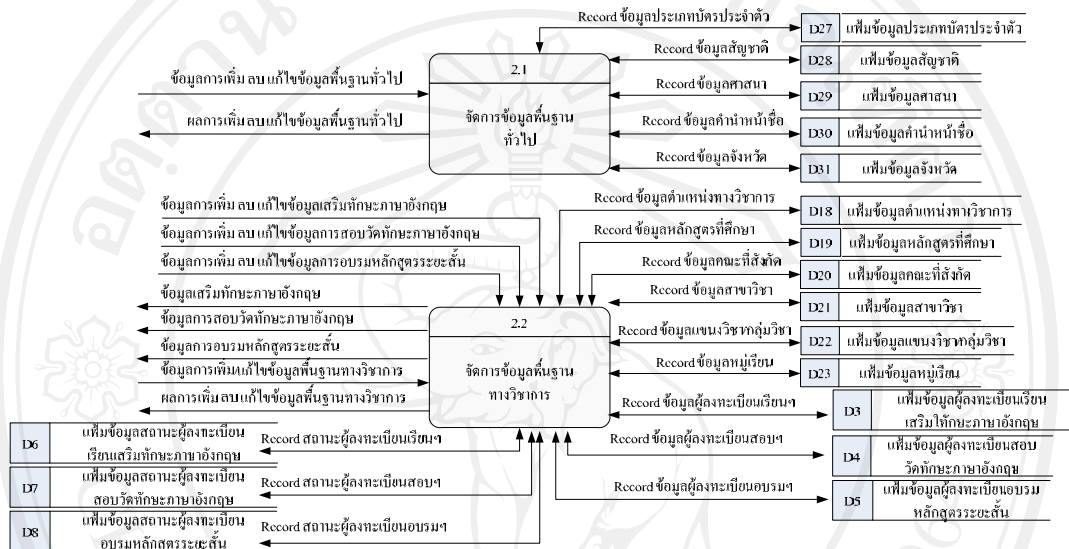 Record ข้อมูลประเภทบัตรประจำตัว
D27 แฟ้มข้อมูลประเภทบัตรประจำตัว
Record ข้อมูลสัญชาติ
D28 แฟ้มข้อมูลสัญชาติ
2.1
จัดการข้อมูลพื้นฐาน
ทั่วไป
ข้อมูลการเพิ่ม ลบ แก้ไขข้อมูลพื้นฐานทั่วไป
ผลการเพิ่ม ลบ แก้ไขข้อมูลพื้นฐานทั่วไป
Record ข้อมูลศาสนา
D29 แฟ้มข้อมูลศาสนา
Record ข้อมูลคำนำหน้าชื่อ
D30 แฟ้มข้อมูลคำนำหน้าชื่อ
Record ข้อมูลจังหวัด
D31 แฟ้มข้อมูลจังหวัด
ข้อมูลการเพิ่ม ลบ แก้ไขข้อมูลเสริมทักษะภาษาอังกฤษ
ข้อมูลการเพิ่ม ลบ แก้ไขข้อมูลการสอบวัดทักษะภาษาอังกฤษ
ข้อมูลการเพิ่ม ลบ แก้ไขข้อมูลการอบรมหลักสูตรระยะสั้น
ข้อมูลเสริมทักษะภาษาอังกฤษ
ข้อมูลการสอบวัดทักษะภาษาอังกฤษ
ข้อมูลการอบรมหลักสูตรระยะสั้น
ข้อมูลการเพิ่มแก้ไขข้อมูลพื้นฐานทางวิชาการ
ผลการเพิ่ม ลบ แก้ไขข้อมูลพื้นฐานทางวิชาการ
2.2
จัดการข้อมูลพื้นฐาน
ทางวิชาการ
Record ข้อมูลตำแหน่งทางวิชาการ
D18 แฟ้มข้อมูลตำแหน่งทางวิชาการ
Record ข้อมูลหลักสูตรที่ศึกษา
D19 แฟ้มข้อมูลหลักสูตรที่ศึกษา
Record ข้อมูลคณะที่สังกัด
D20 แฟ้มข้อมูลคณะที่สังกัด
Record ข้อมูลสาขาวิชา
D21 แฟ้มข้อมูลสาขาวิชา
Record ข้อมูลแขนงวิชากลุ่มวิชา
D22 แฟ้มข้อมูลแขนงวิชากลุ่มวิชา
Record ข้อมูลหมู่เรียน
D23 แฟ้มข้อมูลหมู่เรียน
Record ข้อมูลผู้ลงทะเบียนเรียนฯ
D3 แฟ้มข้อมูลผู้ลงทะเบียนเรียน
เสริมใทักษะภาษาอังกฤษ
Record ข้อมูลผู้ลงทะเบียนสอบฯ
D4 แฟ้มข้อมูลผู้ลงทะเบียนสอบ
วัดทักษะภาษาอังกฤษ
Record ข้อมูลผู้ลงทะเบียนอบรมฯ
D5 แฟ้มข้อมูลผู้ลงทะเบียนอบรม
หลักสูตรระยะสั้น
D6 แฟ้มข้อมูลสถานะผู้ลงทะเบียน
เรียนเสริมทักษะภาษาอังกฤษ
Record สถานะผู้ลงทะเบียนเรียนฯ
D7 แฟ้มข้อมูลสถานะผู้ลงทะเบียน
สอบวัดทักษะภาษาอังกฤษ
Record สถานะผู้ลงทะเบียนสอบฯ
D8 แฟ้มข้อมูลสถานะผู้ลงทะเบียน
อบรมหลักสูตรระยะสั้น
Record สถานะผู้ลงทะเบียนอบรมฯ